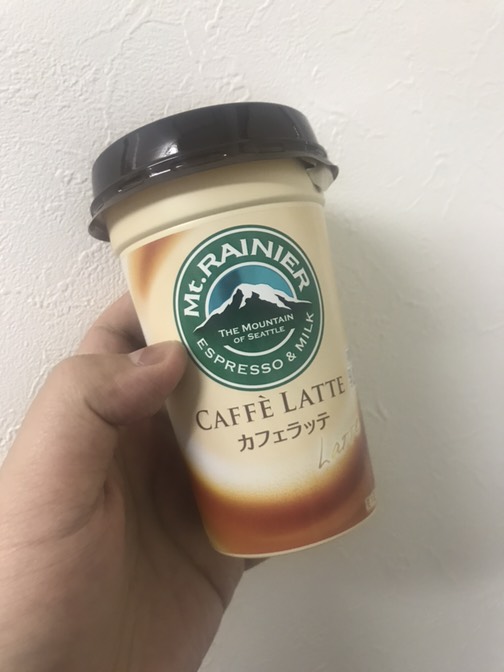 Mt. RAINIER
THE MOUNTAIN
OF SEATTLE
ESPRESSO & MILK
CAFFÈ LATTE
カフェラッテ